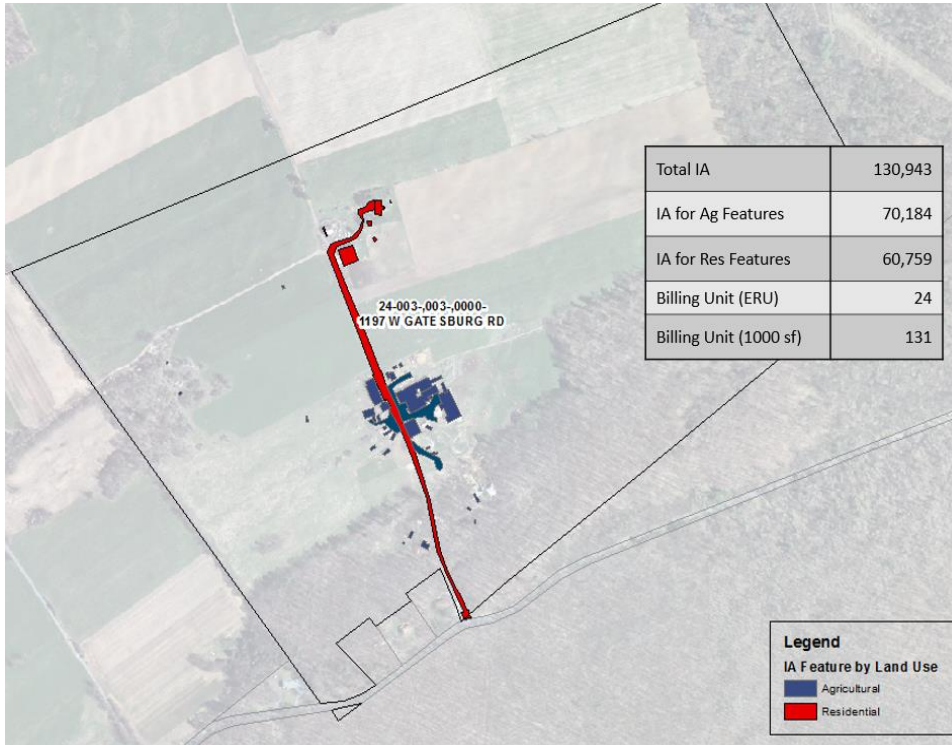 Total IA 130,943
IA for Ag Features 70,184
IA for Res Features 60,759
Billing Unit (ERU) 24
Billing Unit (1000 sf) 131
24-003-,003-,0000-
1197 W GATE SBURG RD
Legend
IA Feature by Land Use
Agricultural
Residential